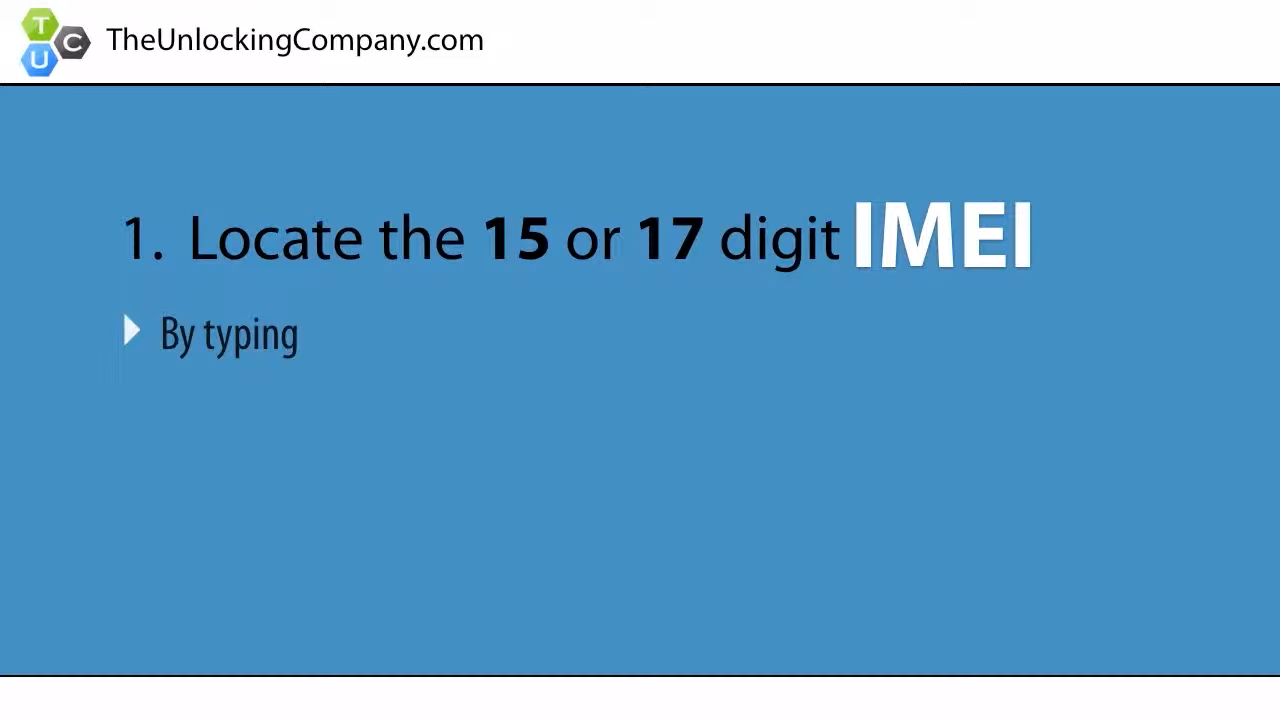 T
C
U
TheUnlockingCompany.com
1. Locate the 15 or 17 digit IMEI
By typing